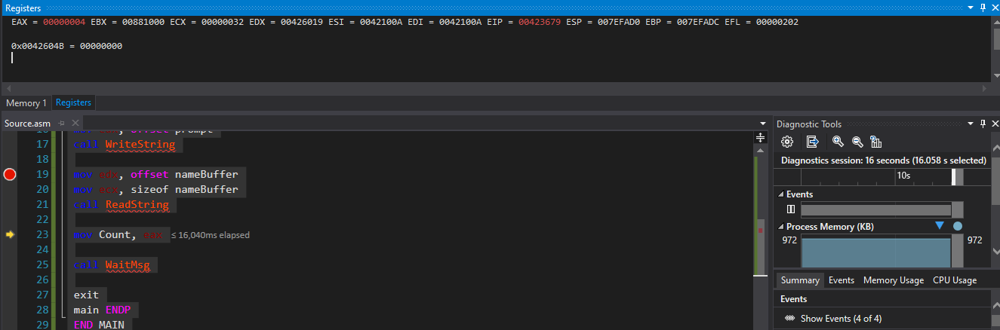 Registers
EAX = 00000004 EBX = 00881000 ECX = 00000032 EDX = 00426019 ESI = 0042100A EDI = 0042100A EIP = 00423679 ESP = 007EFAD0 EBP = 007EFADC EFL = 00000202
0x0042604B = 00000000
Memory 1 Registers
Source.asm
16 mov edx, offset prompt
17 call WriteString
18
19 mov edx, offset nameBuffer
20 mov ecx, sizeof nameBuffer
21 call ReadString
22
23 mov Count, eax ≤ 16,040ms elapsed
24
25 call WaitMsg
26
27 exit
28 main ENDP
29 END MAIN
Diagnostic Tools
Diagnostics session: 16 seconds (16.058 s selected)
10s
Events
Process Memory (KB)
972 972
Summary Events Memory Usage CPU Usage
Events
Show Events (4 of 4)